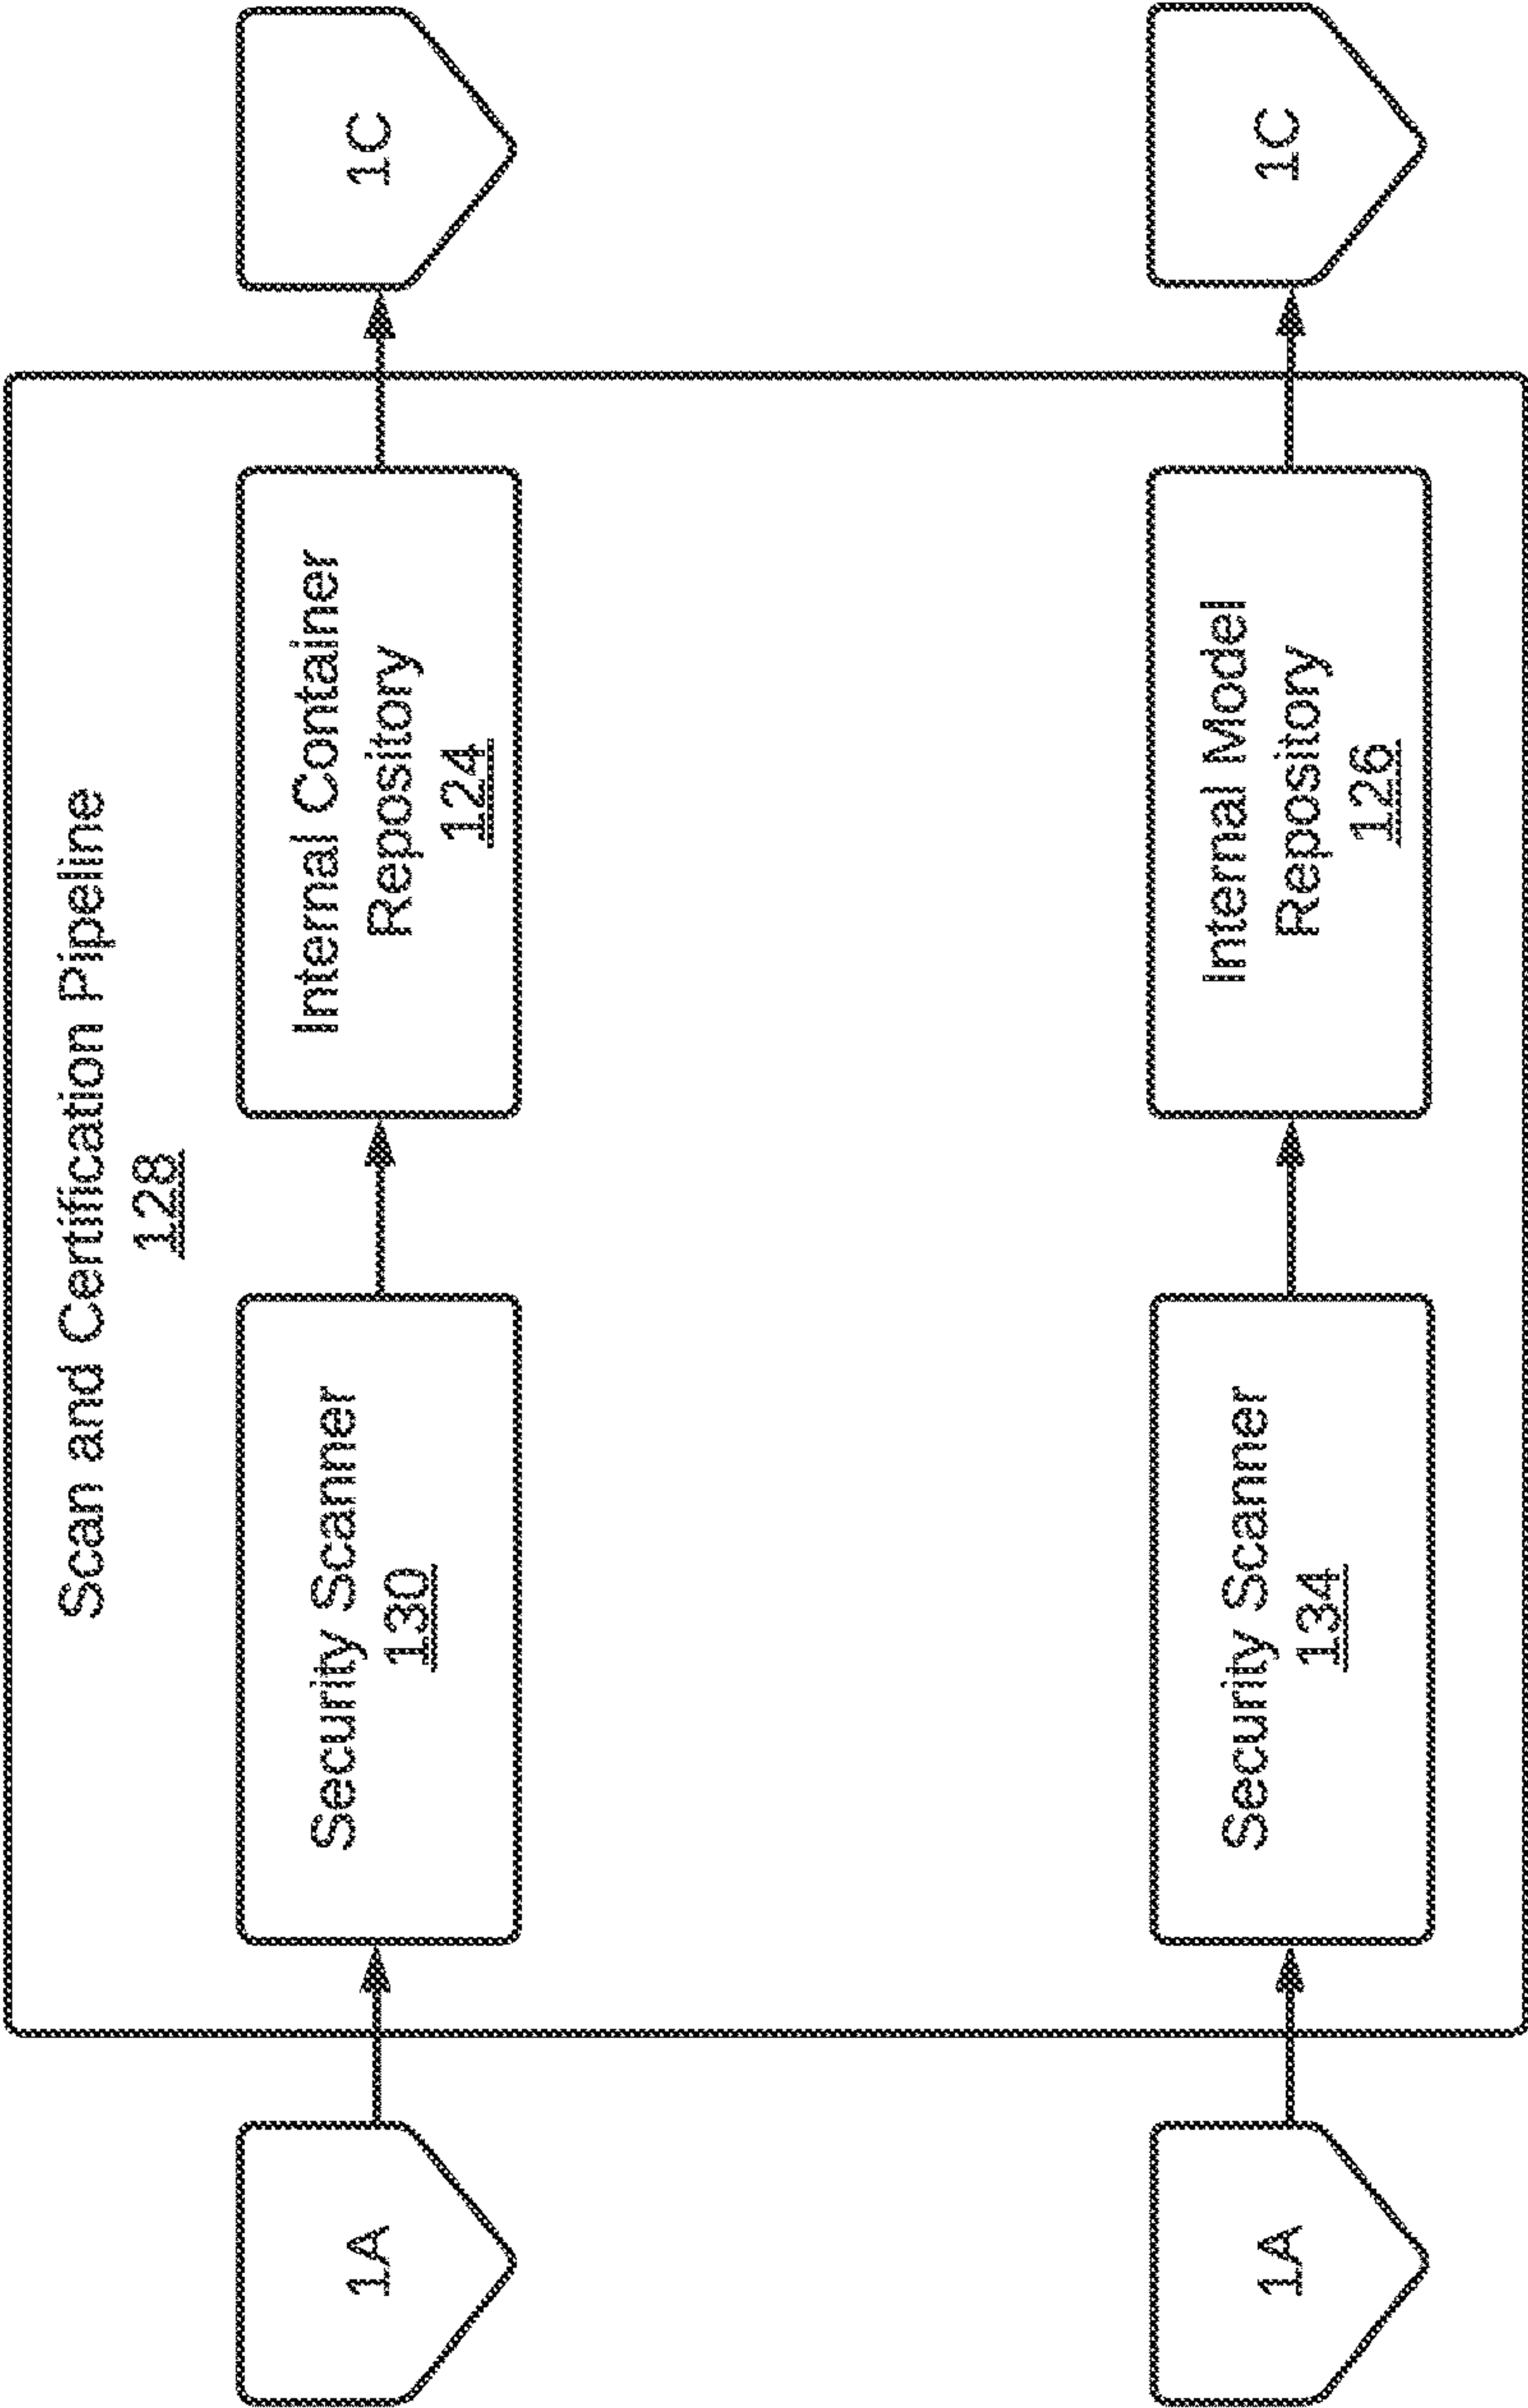 Scan and Certification Pipeline
128
1A
Security Scanner
130
Internal Container
Repository
124
1C
1A
Security Scanner
134
Internal Model
Repository
126
1C